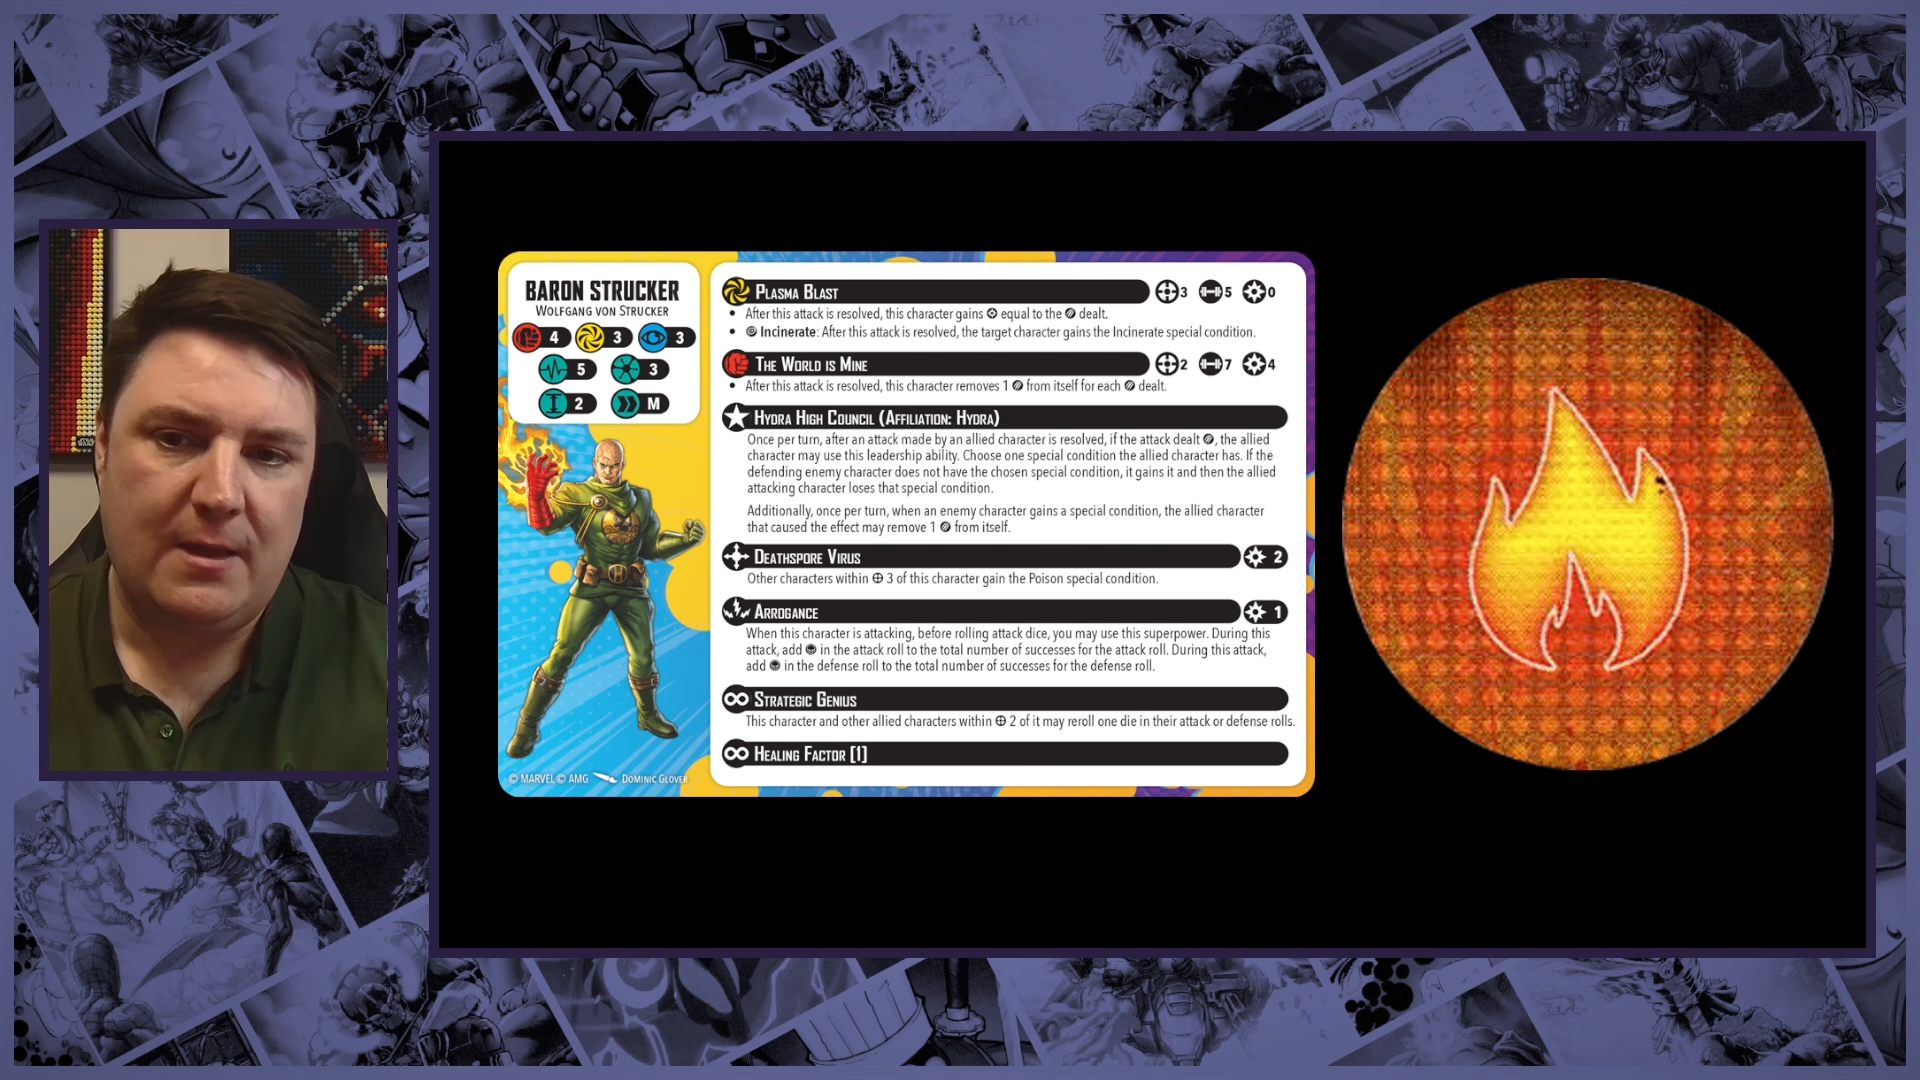 BARON STRUCKER
WOLFGANG VON STRUCKER
4 3 3
5 3
2 M
© MARVEL © AMG DOMINIC GLOVER
PLASMA BLAST 3 5 0
• After this attack is resolved, this character gains equal to the dealt.
• Incinerate: After this attack is resolved, the target character gains the Incinerate special condition.
THE WORLD IS MINE 2 7 4
• After this attack is resolved, this character removes 1 from itself for each dealt.
HYDRA HIGH COUNCIL (AFFILIATION: HYDRA)
Once per turn, after an attack made by an allied character is resolved, if the attack dealt , the allied
character may use this leadership ability. Choose one special condition the allied character has. If the
defending enemy character does not have the chosen special condition, it gains it and then the allied
attacking character loses that special condition.
Additionally, once per turn, when an enemy character gains a special condition, the allied character
that caused the effect may remove 1 from itself.
DEATHSPORE VIRUS 2
Other characters within 3 of this character gain the Poison special condition.
ARROGANCE 1
When this character is attacking, before rolling attack dice, you may use this superpower. During this
attack, add in the attack roll to the total number of successes for the attack roll. During this attack,
add in the defense roll to the total number of successes for the defense roll.
STRATEGIC GENIUS
This character and other allied characters within 2 of it may reroll one die in their attack or defense rolls.
HEALING FACTOR [1]